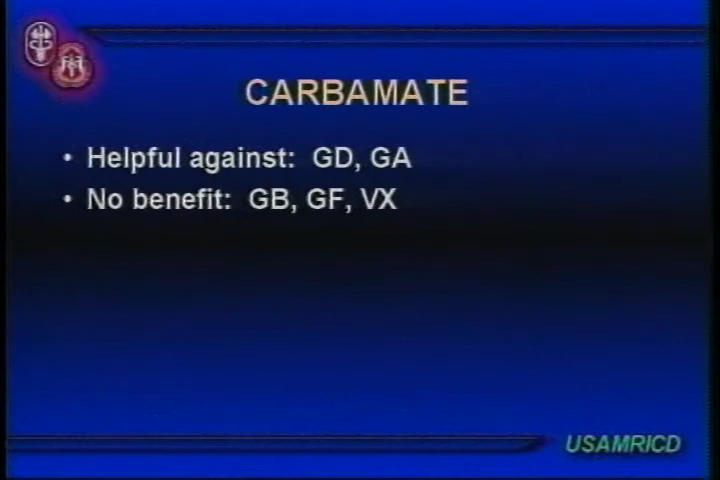 CARBAMATE
• Helpful against: GD, GA
• No benefit: GB, GF, VX
USAMRICD